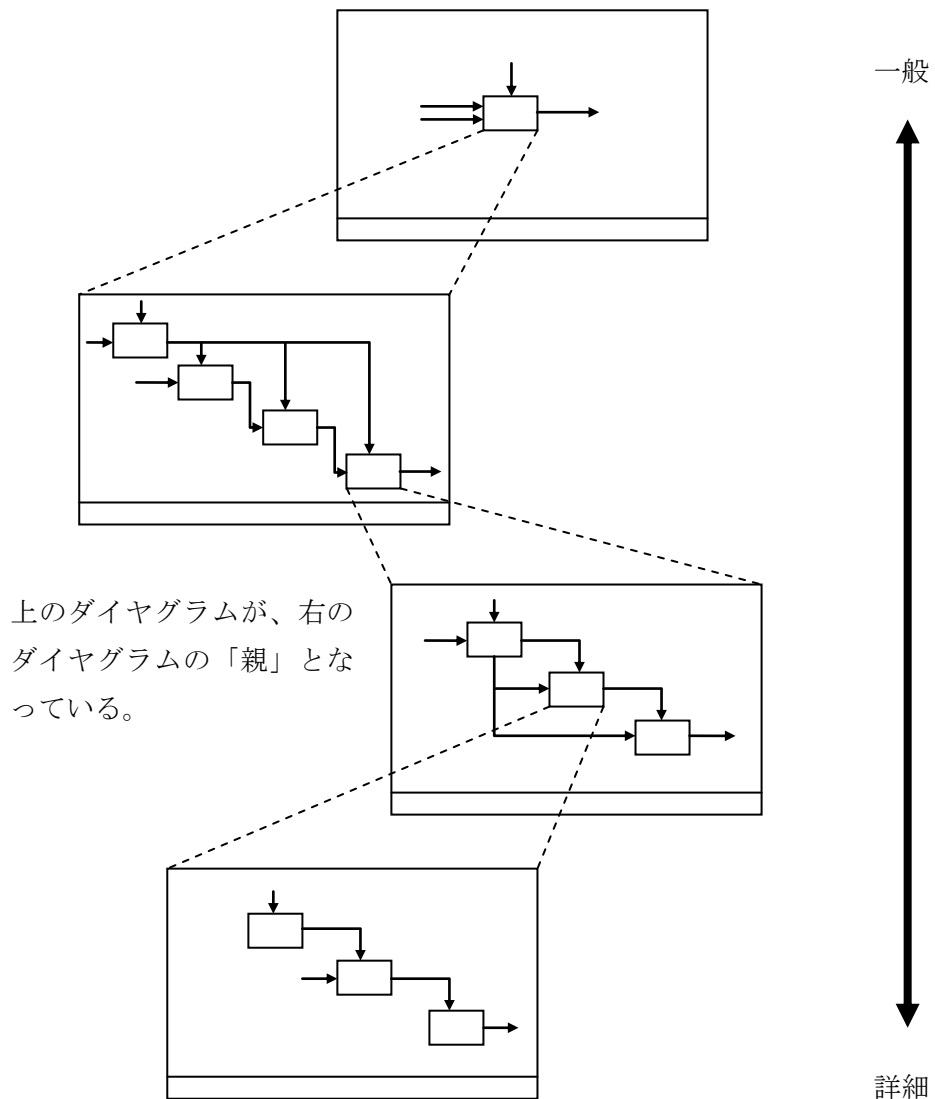 一般
上のダイヤグラムが、右の
ダイヤグラムの「親」とな
っている。
詳細